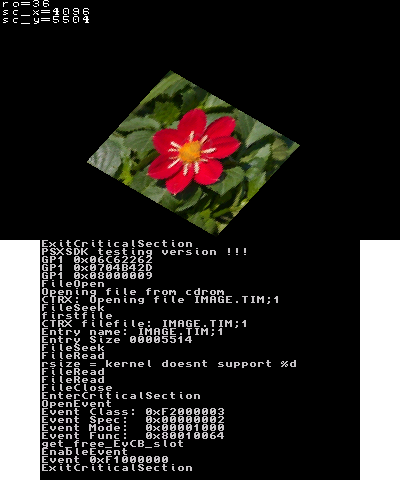 ro=36
sc_x=4096
sc_y=5504
ExitCriticalSection
PSXSDK testing version !!!
GP1 0x06C62262
GP1 0x0704B42D
GP1 0x08000009
FileOpen
Opening file from cdrom
CTRX: Opening file IMAGE.TIM;1
FileSeek
firstfile
CTRX filefile: IMAGE.TIM;1
Entry name: IMAGE.TIM;1
Entry Size 00005514
FileSeek
FileRead
rsize = kernel doesnt support %d
FileRead
FileRead
FileClose
EnterCriticalSection
OpenEvent
Event Class: 0xF2000003
Event Spec:  0x00000002
Event Mode:  0x00001000
Event Func:  0x80010064
get_free_EvCB_slot
EnableEvent
Event 0xF1000000
ExitCriticalSection